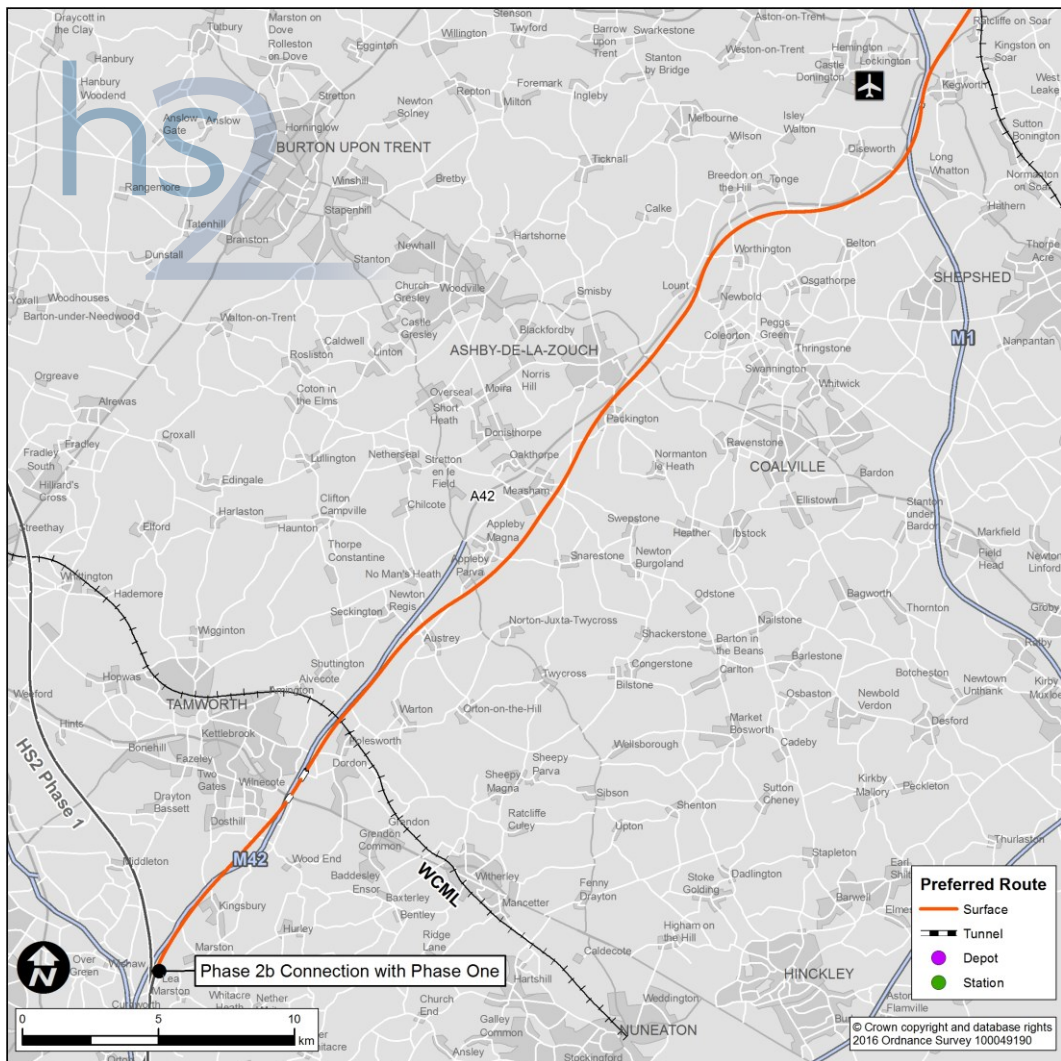 Draycott in
the Clay
Tutbury
Marston on
Dove
Rolleston
on Dove
Egginton
Willington
Stenson
Twyford
Barrow
upon
Trent
Swarkestone
Stanton
by Bridge
Aston-on-Trent
Weston-on-Trent
Hemington
Castle
Donington
Lockington
Ratcliffe on Soar
Kingston on
Soar
West
Leake
Kegworth
Sutton
Bonington
Normanton
on Soar
Hanbury
Hanbury
Woodend
Anslow
Gate
Anslow
Stretton
Horninglow
BURTON UPON TRENT
Newton
Solney
Repton
Milton
Foremark
Ingleby
Melbourne
Wilson
Isley
Walton
Diseworth
Long
Whatton
Hathern
Thorpe
Acre
hs2
Rangemore
Tatenhill
Branston
Dunstall
Winshill
Stapenhill
Bretby
Ticknall
Breedon on
the Hill
Tonge
Calke
Stanton
Newhall
Hartshorne
Worthington
Belton
Osgathorpe
SHEPSHED
Yoxall
Woodhouses
Barton-under-Needwood
Walton-on-Trent
Church
Gresley
Woodville
Castle
Gresley
Smisby
Lount
Newbold
Coleorton
Peggs
Green
Thringstone
M1
Nanpantan
Caldwell
Linton
Rosliston
Blackfordby
ASHBY-DE-LA-ZOUCH
Swannington
Whitwick
Orgreave
Alrewas
Coton in
the Elms
Overseal
Short
Heath
Moira
Norris
Hill
Donisthorpe
Oakthorpe
Packington
Ravenstone
Normanton
le Heath
COALVILLE
Bardon
Fradley
Fradley
South
Hilliard's
Cross
Croxall
Lullington
Netherseal
Stretton
en le
Field
Edingale
Measham
A42
Ellistown
Stanton
under
Bardon
Markfield
Field
Head
Newton
Linford
Streethay
Elford
Harlaston
Haunton
Clifton
Campville
Chilcote
Appleby
Magna
Swepstone
Heather
Ibstock
Thorpe
Constantine
Appleby
Parva
Snarestone
Newton
Burgoland
Whittington
Hademore
No Man's Heath
Newton
Regis
Seckington
Odstone
Bagworth
Thornton
Groby
Ratby
Wigginton
Austrey
Norton-Juxta-Twycross
Shackerstone
Barton in
the Beans
Nailstone
Hopwas
Shuttington
Alvecote
Amington
Congerstone
Carlton
Barlestone
Botcheston
Newtown
Unthank
Kirby
Muxloe
Weeford
TAMWORTH
Twycross
Bilstone
Osbaston
Newbold
Verdon
Desford
Hints
Kettlebrook
Warton
Orton-on-the-Hill
Market
Bosworth
Cadeby
Bonehill
Fazeley
Two
Gates
Wilnecote
Polesworth
Dordon
Wellsborough
Sheepy
Parva
Sheepy
Magna
Sibson
Sutton
Cheney
Kirkby
Mallory
Peckleton
HS2 Phase 1
Drayton
Bassett
Dosthill
Ratcliffe
Culey
Shenton
Upton
Thurlaston
Middleton
M42
Wood End
Grendon
Grendon
Common
Baddesley
Ensor
Baxterley
Bentley
WCML
Witherley
Mancetter
Fenny
Drayton
Stoke
Golding
Dadlington
Stapleton
Barwell
Kingsbury
Hurley
Ridge
Lane
Higham on
the Hill
Caldecote
N
Over
Green
Wishaw
Marston
Lea
Marston
Phase 2b Connection with Phase One
Hartshill
Weddington
HINCKLEY
Curdworth
Whitacre
Heath
Church
End
Galley
Common
Ansley
NUNEATON
Stockingford
Aston
Flamville
Preferred Route
Surface
Tunnel
Depot
Station
0 5 10
km
© Crown copyright and database rights
2016 Ordnance Survey 100049190